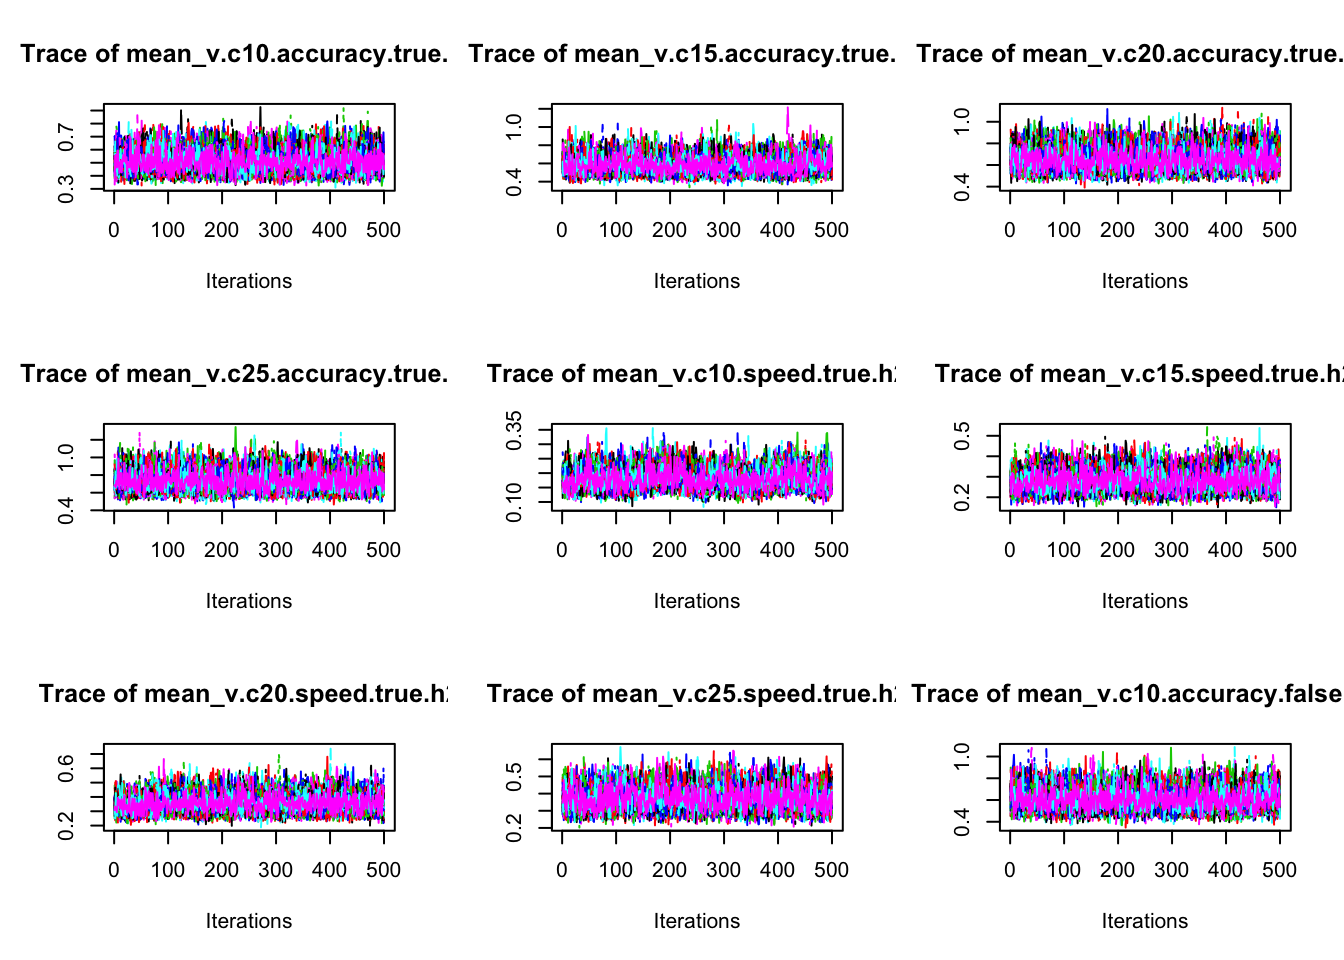 Trace of mean_v.c10.accuracy.true.
0.7
0.3
0 100 200 300 400 500
Iterations
Trace of mean_v.c15.accuracy.true.
1.0
0.4
0 100 200 300 400 500
Iterations
Trace of mean_v.c20.accuracy.true.
1.0
0.4
0 100 200 300 400 500
Iterations
Trace of mean_v.c25.accuracy.true.
1.0
0.4
0 100 200 300 400 500
Iterations
Trace of mean_v.c10.speed.true.h
0.35
0.10
0 100 200 300 400 500
Iterations
Trace of mean_v.c15.speed.true.h
0.5
0.2
0 100 200 300 400 500
Iterations
Trace of mean_v.c20.speed.true.h
0.6
0.2
0 100 200 300 400 500
Iterations
Trace of mean_v.c25.speed.true.h
0.5
0.2
0 100 200 300 400 500
Iterations
Trace of mean_v.c10.accuracy.false
1.0
0.4
0 100 200 300 400 500
Iterations